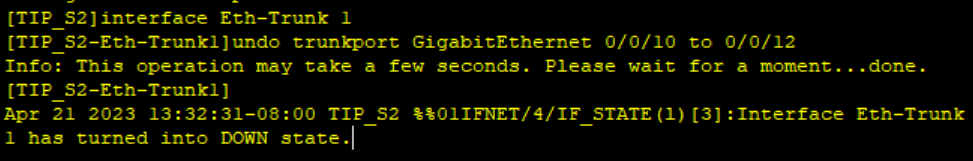 [TIP_S2]interface Eth-Trunk 1
[TIP_S2-Eth-Trunk1]undo trunkport GigabitEthernet 0/0/10 to 0/0/12
Info: This operation may take a few seconds. Please wait for a moment...done.
[TIP_S2-Eth-Trunk1]
Apr 21 2023 13:32:31-08:00 TIP_S2 %%01IFNET/4/IF_STATE(l)[3]:Interface Eth-Trunk
1 has turned into DOWN state.